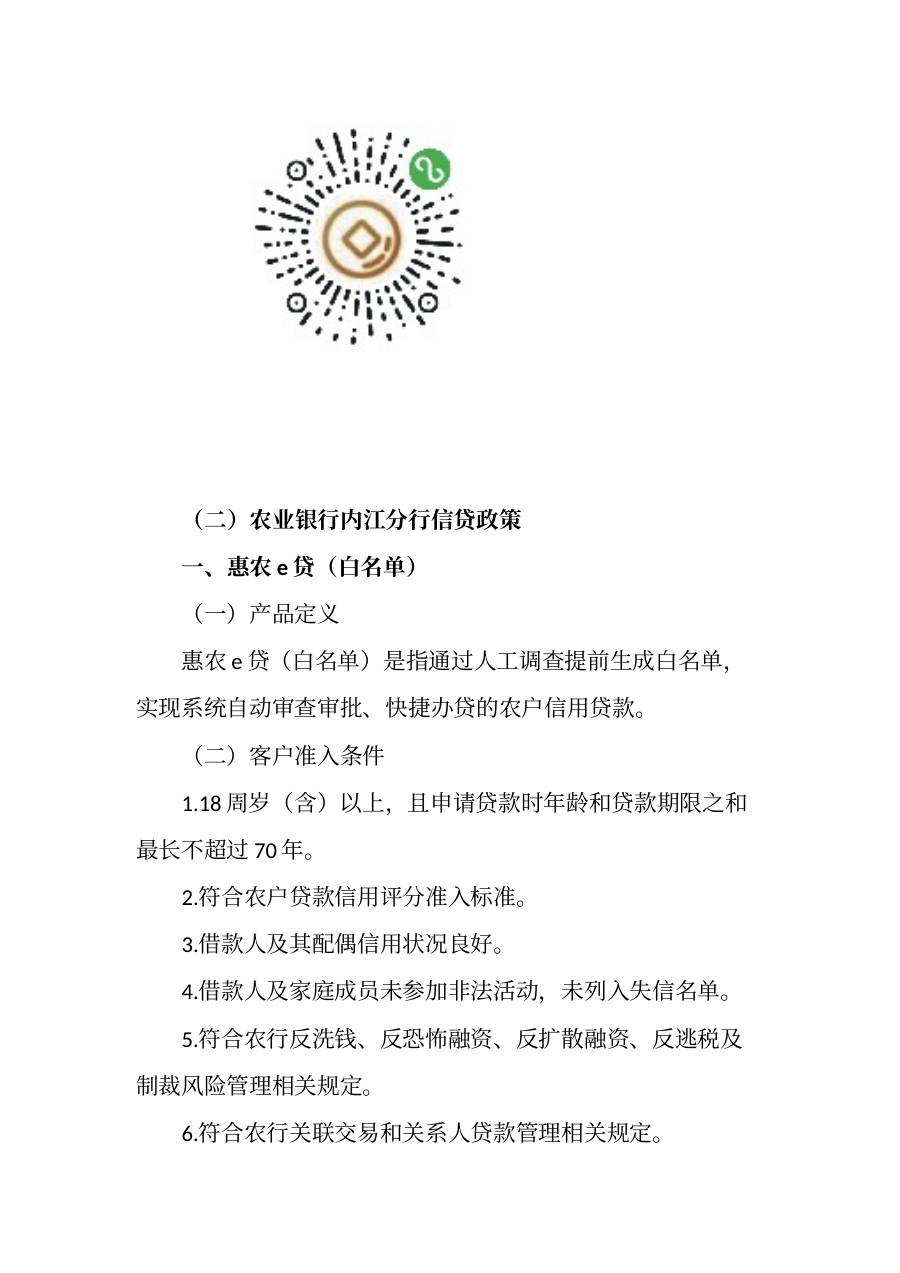 （二）农业银行内江分行信贷政策
一、惠农 e 贷（白名单）
（一）产品定义
惠农 e 贷（白名单）是指通过人工调查提前生成白名单，
实现系统自动审查审批、快捷办贷的农户信用贷款。
（二）客户准入条件
1.18 周岁（含）以上，且申请贷款时年龄和贷款期限之和
最长不超过 70 年。
2.符合农户贷款信用评分准入标准。
3.借款人及其配偶信用状况良好。
4.借款人及家庭成员未参加非法活动，未列入失信名单。
5.符合农行反洗钱、反恐怖融资、反扩散融资、反逃税及
制裁风险管理相关规定。
6.符合农行关联交易和关系人贷款管理相关规定。